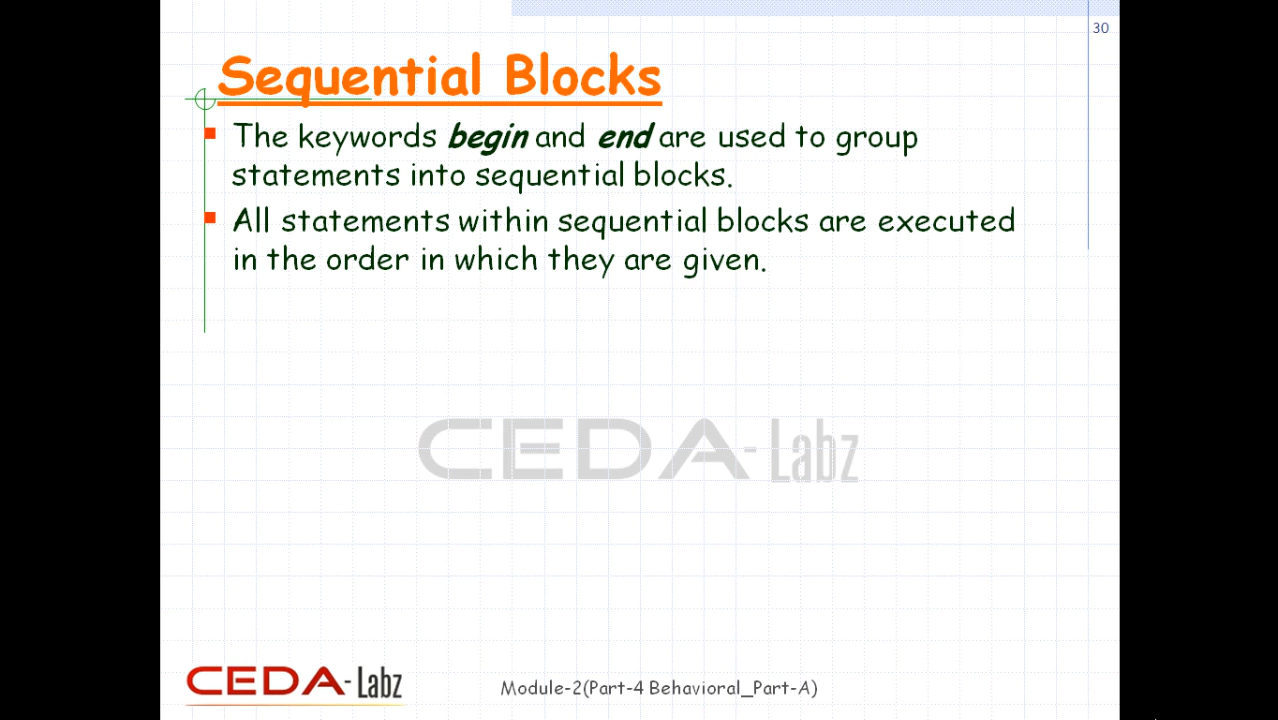 30
Sequential Blocks
The keywords begin and end are used to group
statements into sequential blocks.
All statements within sequential blocks are executed
in the order in which they are given.
CEDA-Labz
CEDA-Labz
Module-2(Part-4 Behavioral_Part-A)